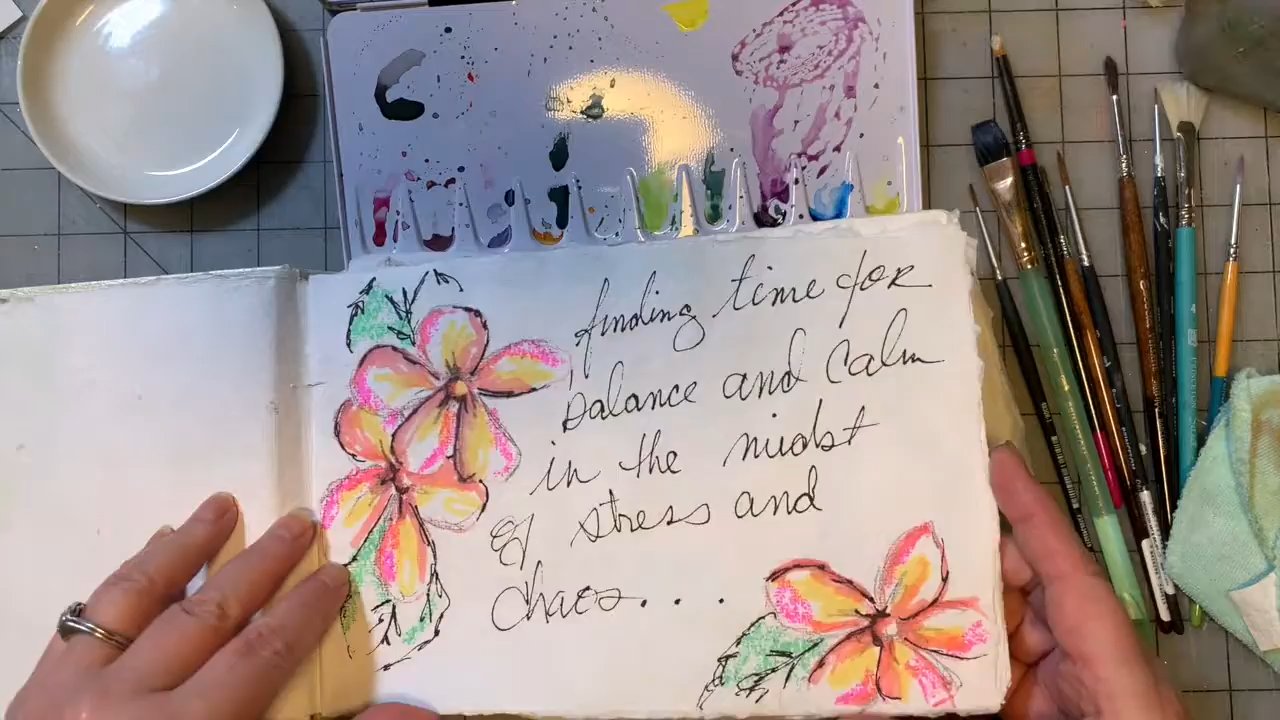 finding time for
balance and calm
in the midst
of stress and
chaos....